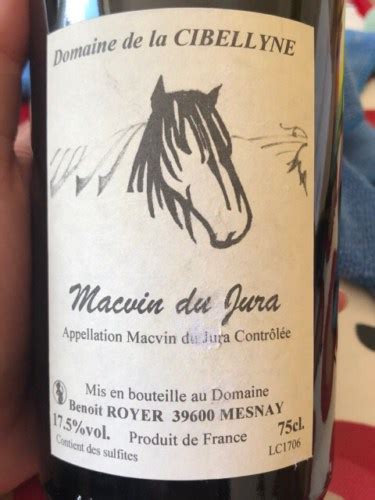 Domaine de la CIBELLYNE
Macvin du Jura
Appellation Macvin du Jura Contrôlée
Mis en bouteille au Domaine
Benoit ROYER 39600 MESNAY
17.5%vol. Produit de France 75cl.
Contient des sulfites LC1706